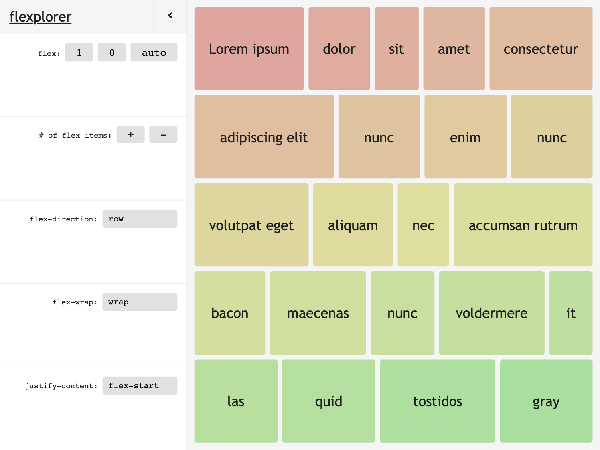 flexplorer <
flex: 1 0 auto
# of flex items: + -
flex-direction: row
flex-wrap: wrap
justify-content: flex-start
Lorem ipsum dolor sit amet consectetur
adipiscing elit nunc enim nunc
volutpat eget aliquam nec accumsan rutrum
bacon maecenas nunc voldermere it
las quid tostidos gray